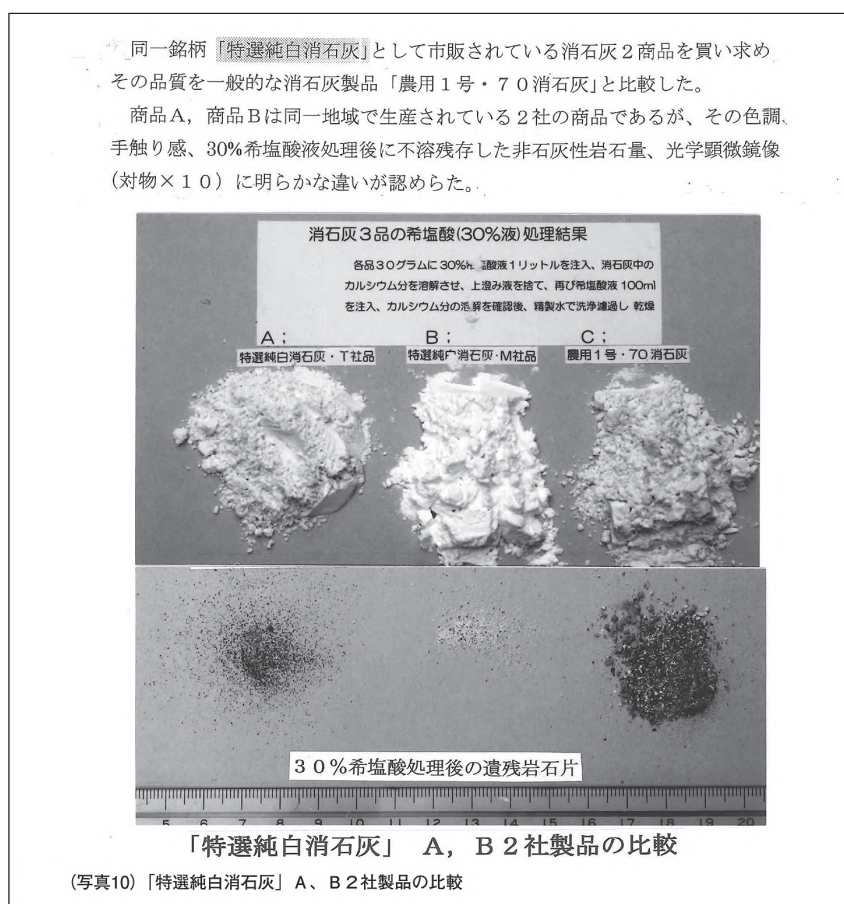 同一銘柄「特選純白消石灰」として市販されている消石灰2商品を買い求め
その品質を一般的な消石灰製品「農用1号・70消石灰」と比較した。
商品A，商品Bは同一地域で生産されている2社の商品であるが、その色調、
手触り感、30%希塩酸液処理後に不溶残存した非石灰性岩石量、光学顕微鏡像
(対物×10)に明らかな違いが認めらた。
消石灰3品の希塩酸(30%液)処理結果
各品30グラムに30%希塩酸液1リットルを注入、消石灰中の
カルシウム分を溶解させ、上澄み液を捨て、再び希塩酸液100ml
を注入、カルシウム分の溶解を確認後、精製水で洗浄濾過し 乾燥
A； B； C；
特選純白消石灰・T社品 特選純白消石灰・M社品 農用1号・70消石灰
30%希塩酸処理後の遺残岩石片
5 6 7 8 9 10 11 12 13 14 15 16 17 18 19 20
「特選純白消石灰」 A，B2社製品の比較
(写真10)「特選純白消石灰」A、B2社製品の比較